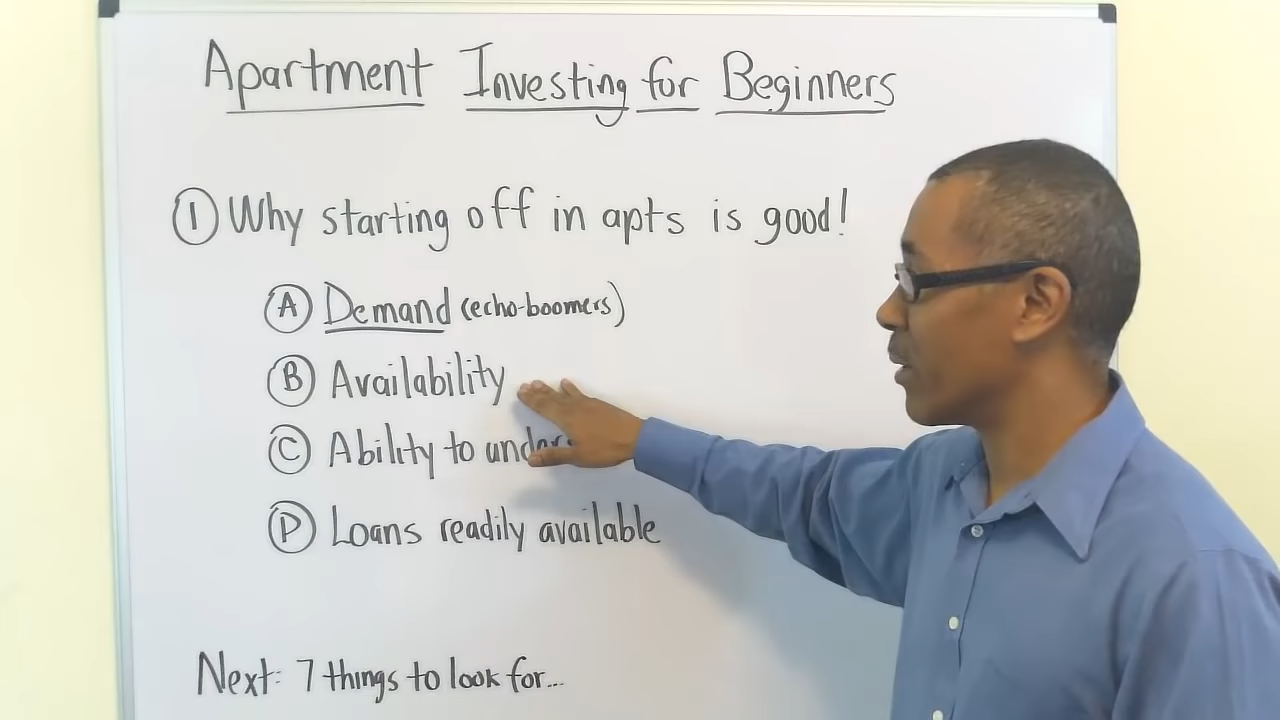 Apartment Investing for Beginners
① Why starting off in apts is good!
Ⓐ Demand (echo-boomers)
Ⓑ Availability
Ⓒ Ability to
Ⓓ Loans readily available
Next: 7 things to look for...